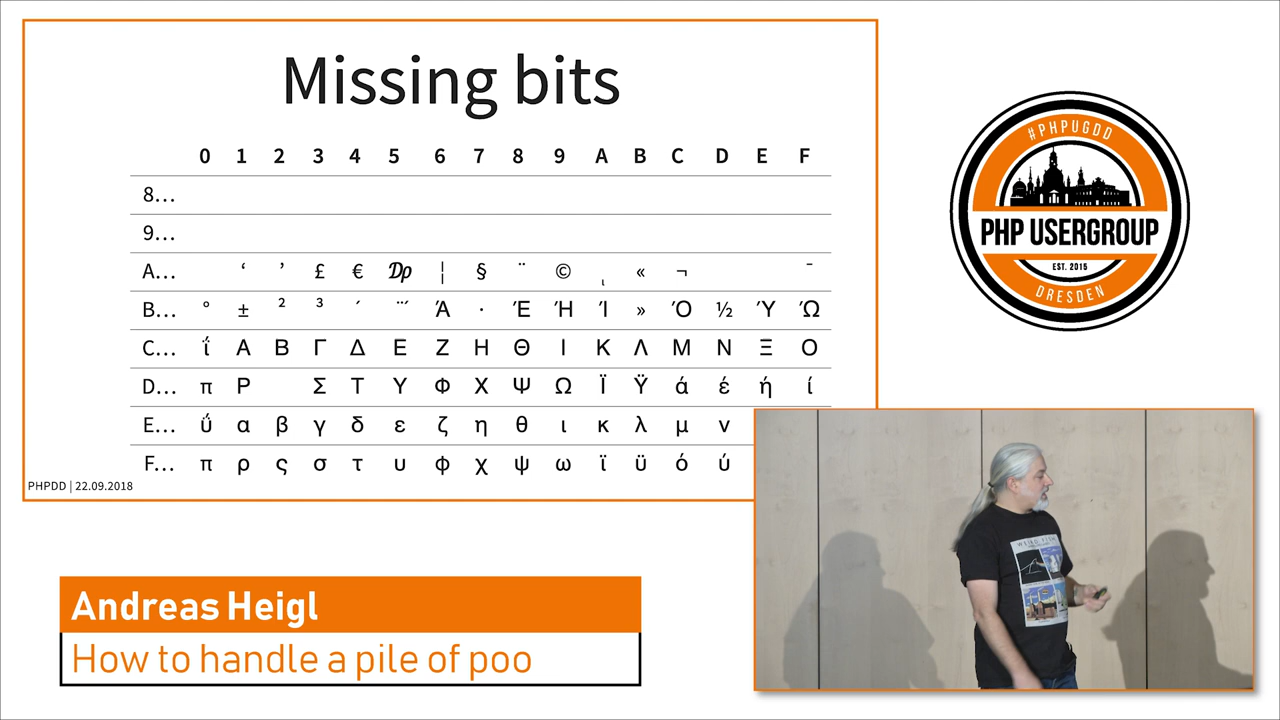 Missing bits
0 1 2 3 4 5 6 7 8 9 A B C D E F
8...
9...
A... ‘ ’ £ € ₯ ¦ § ¨ © ͺ « ¬ ¯
B... ° ± ² ³ ΄ ΅ Ά · Έ Ή Ί » Ό ½ Ύ Ώ
C... ΐ Α Β Γ Δ Ε Ζ Η Θ Ι Κ Λ Μ Ν Ξ Ο
D... π Ρ Σ Τ Υ Φ Χ Ψ Ω Ϊ Ϋ ά έ ή ί
E... ΰ α β γ δ ε ζ η θ ι κ λ μ ν
F... π ρ ς σ τ υ φ χ ψ ω ϊ ϋ ό ύ
PHPDD | 22.09.2018
#PHPUGDD
PHP USERGROUP
EST. 2015
DRESDEN
Andreas Heigl
How to handle a pile of poo